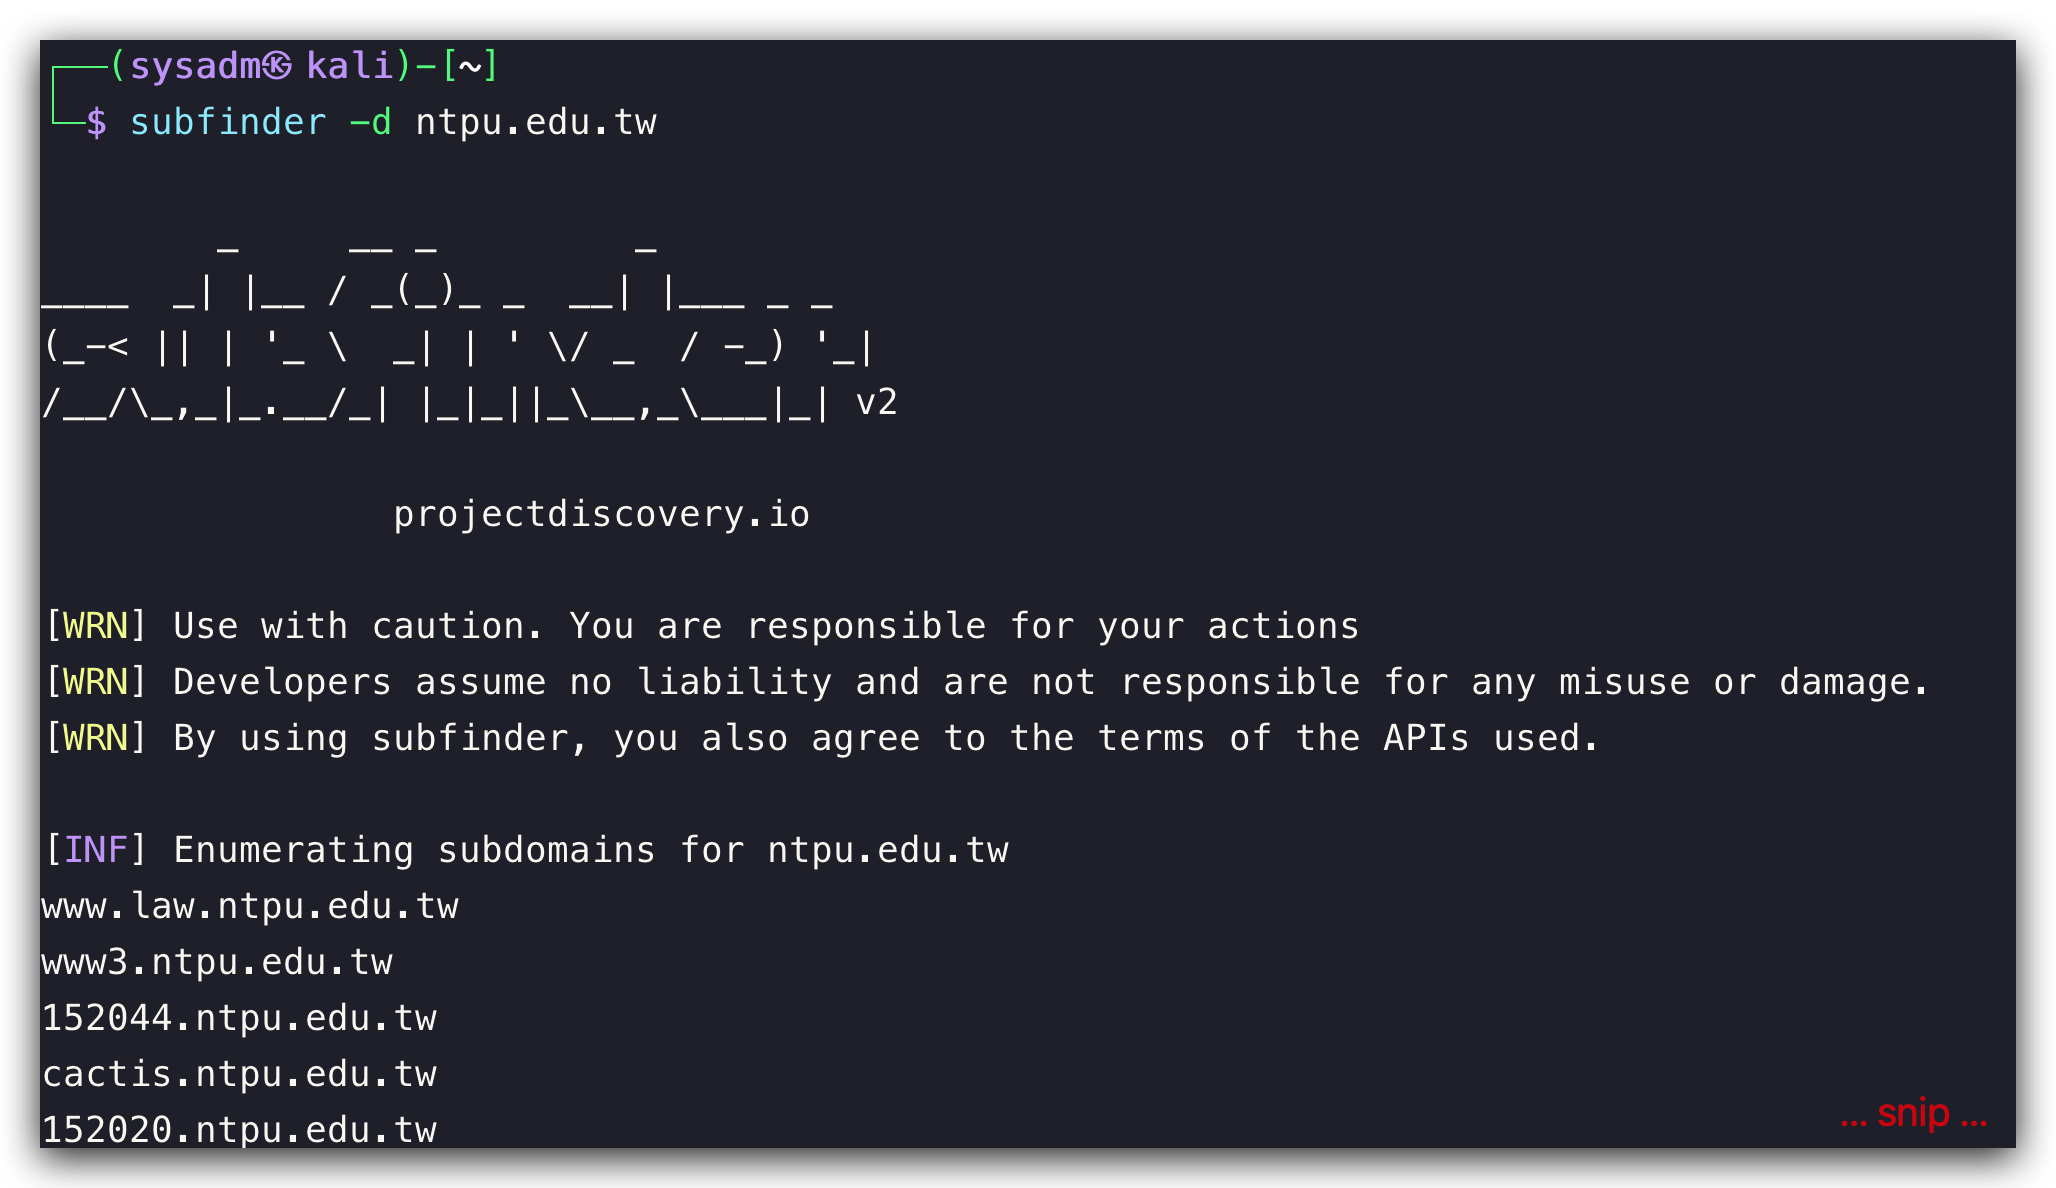 ┌──(sysadm㉿kali)-[~]
└─$ subfinder -d ntpu.edu.tw
        _     __ _         _
____  _| |__ / _(_)_ _  __| |___ _ _
(_-< || | '_ \  _| | ' \/ _  / -_) '_|
/__/\_,_|_.__/_| |_|_||_\__,_\___|_| v2
projectdiscovery.io
[WRN] Use with caution. You are responsible for your actions
[WRN] Developers assume no liability and are not responsible for any misuse or damage.
[WRN] By using subfinder, you also agree to the terms of the APIs used.
[INF] Enumerating subdomains for ntpu.edu.tw
www.law.ntpu.edu.tw
www3.ntpu.edu.tw
152044.ntpu.edu.tw
cactis.ntpu.edu.tw
152020.ntpu.edu.tw
... snip ...